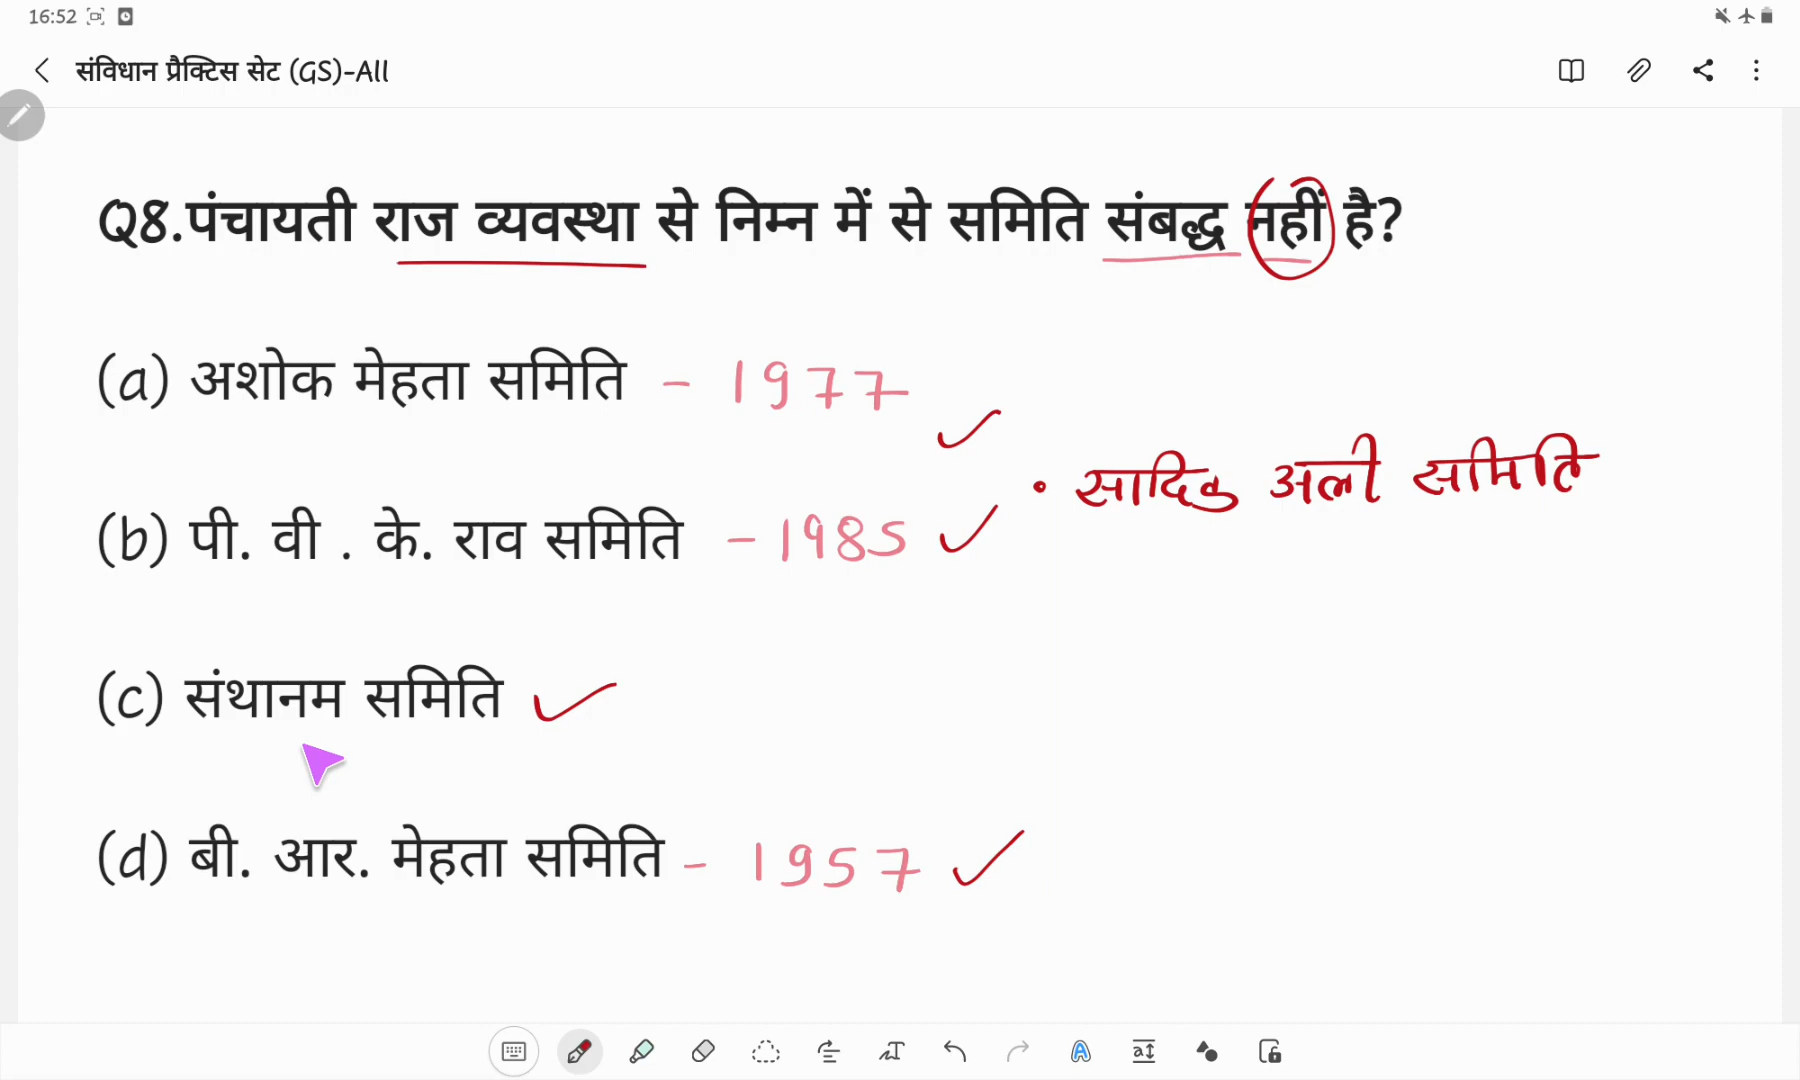 16:52
संविधान प्रैक्टिस सेट (GS)-All
Q8.पंचायती राज व्यवस्था से निम्न में से समिति संबद्ध नहीं है?
(a) अशोक मेहता समिति - 1977
• सादिक अली समिति
(b) पी. वी . के. राव समिति - 1985
(c) संथानम समिति
(d) बी. आर. मेहता समिति - 1957